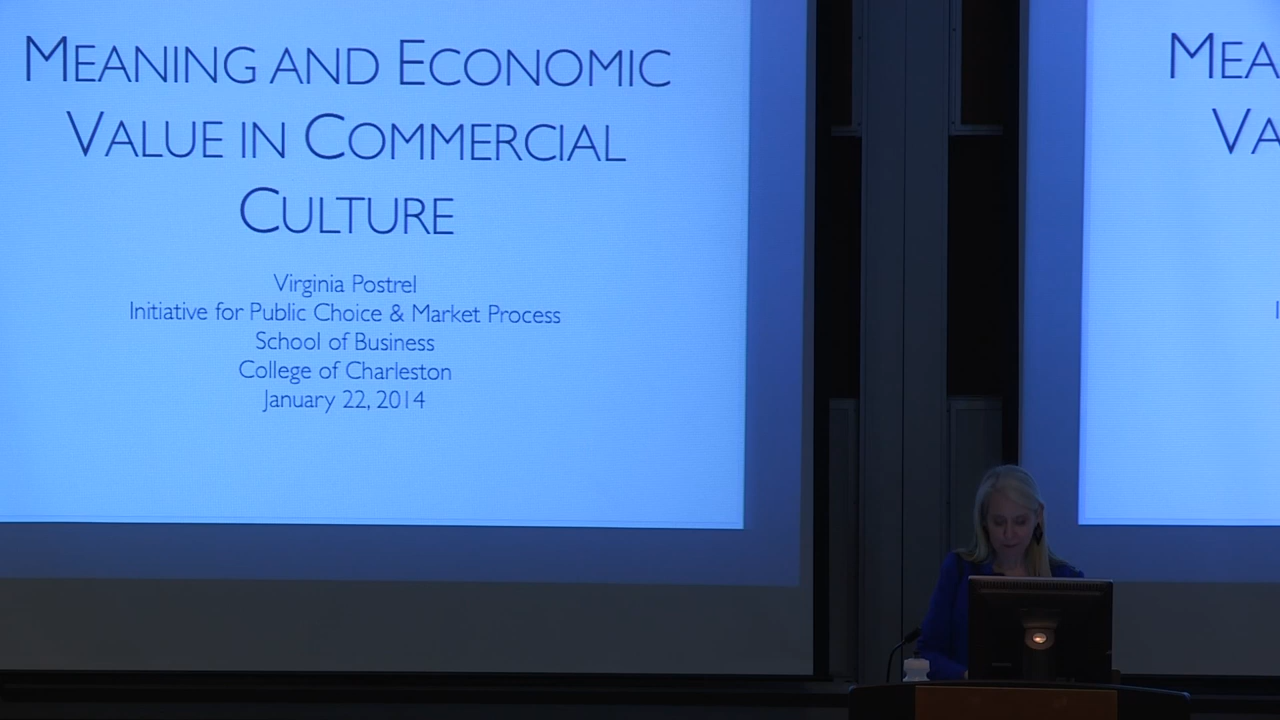 MEANING AND ECONOMIC
VALUE IN COMMERCIAL
CULTURE
Virginia Postrel
Initiative for Public Choice & Market Process
School of Business
College of Charleston
January 22, 2014
MEA
VA
I